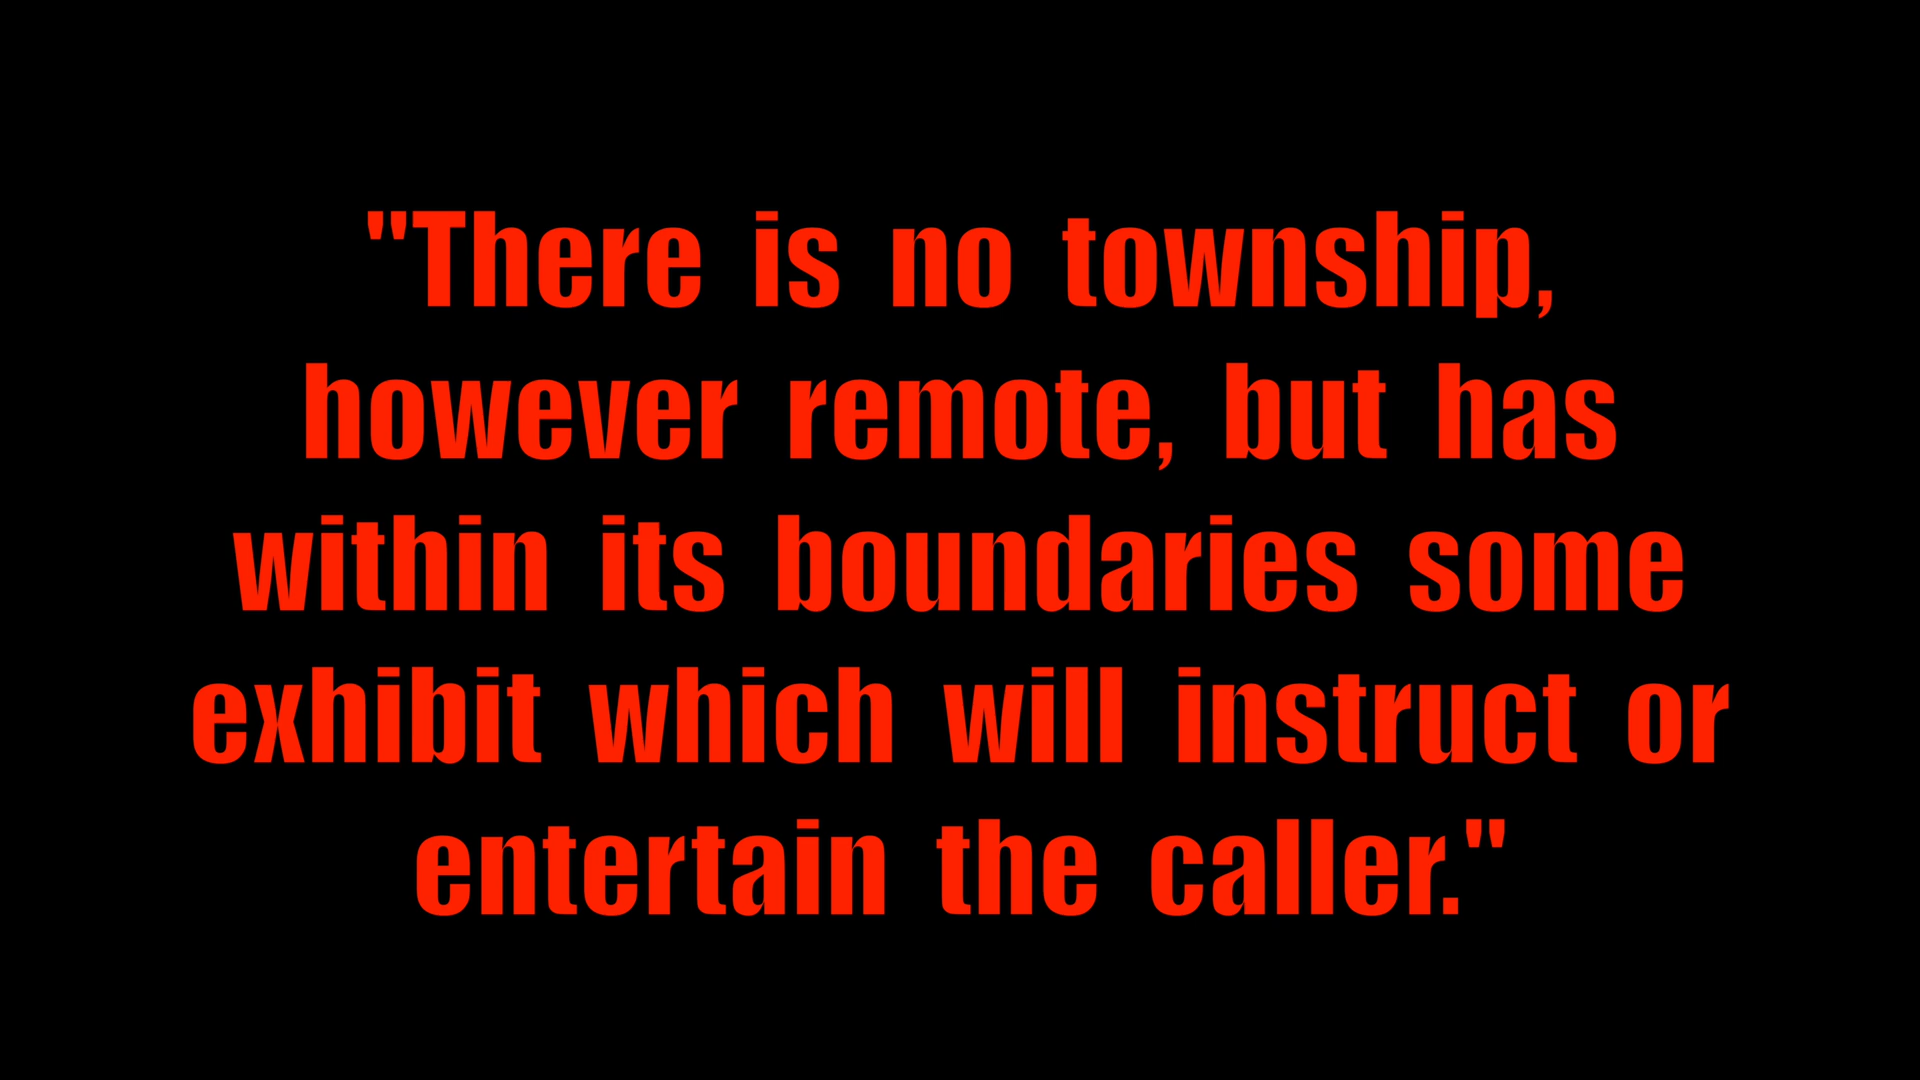 "There is no township,
however remote, but has
within its boundaries some
exhibit which will instruct or
entertain the caller."